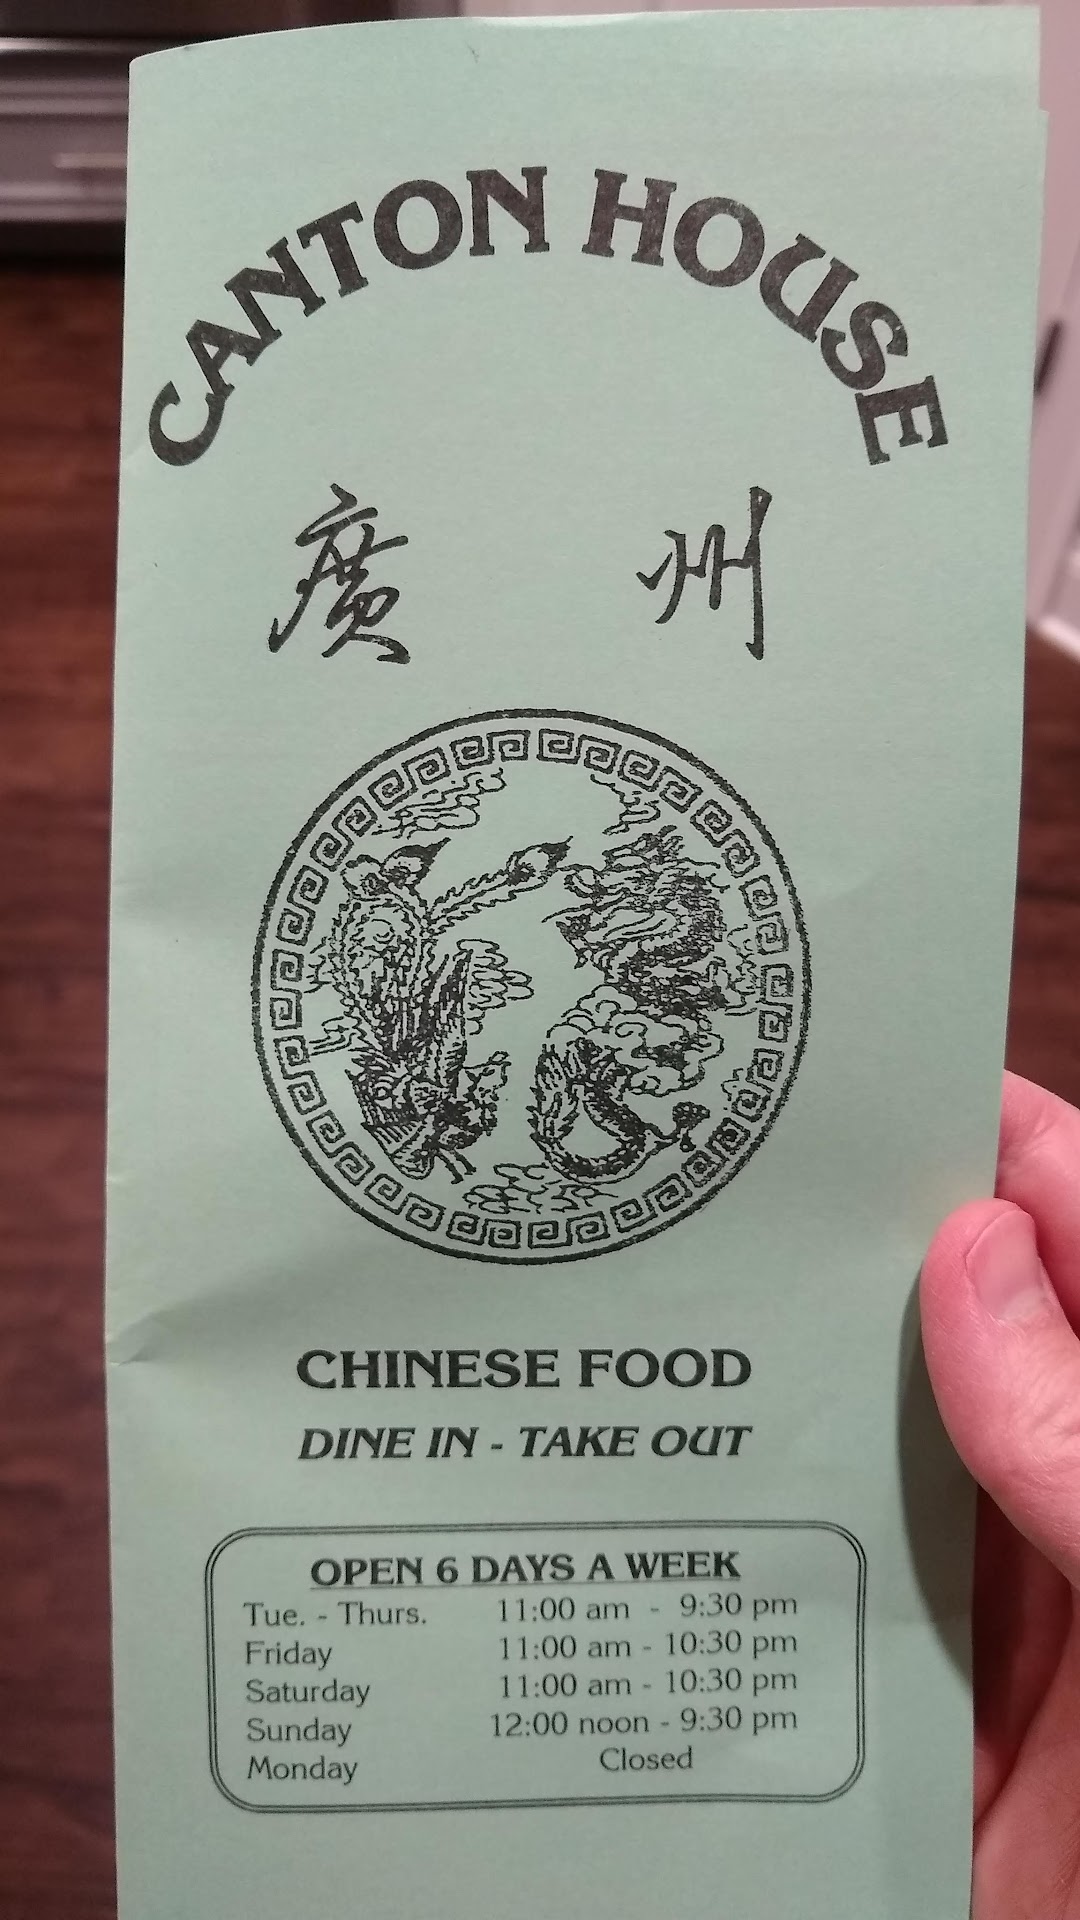 CANTON HOUSE
廣 州
CHINESE FOOD
DINE IN - TAKE OUT
OPEN 6 DAYS A WEEK
Tue. - Thurs. 11:00 am - 9:30 pm
Friday 11:00 am - 10:30 pm
Saturday 11:00 am - 10:30 pm
Sunday 12:00 noon - 9:30 pm
Monday Closed